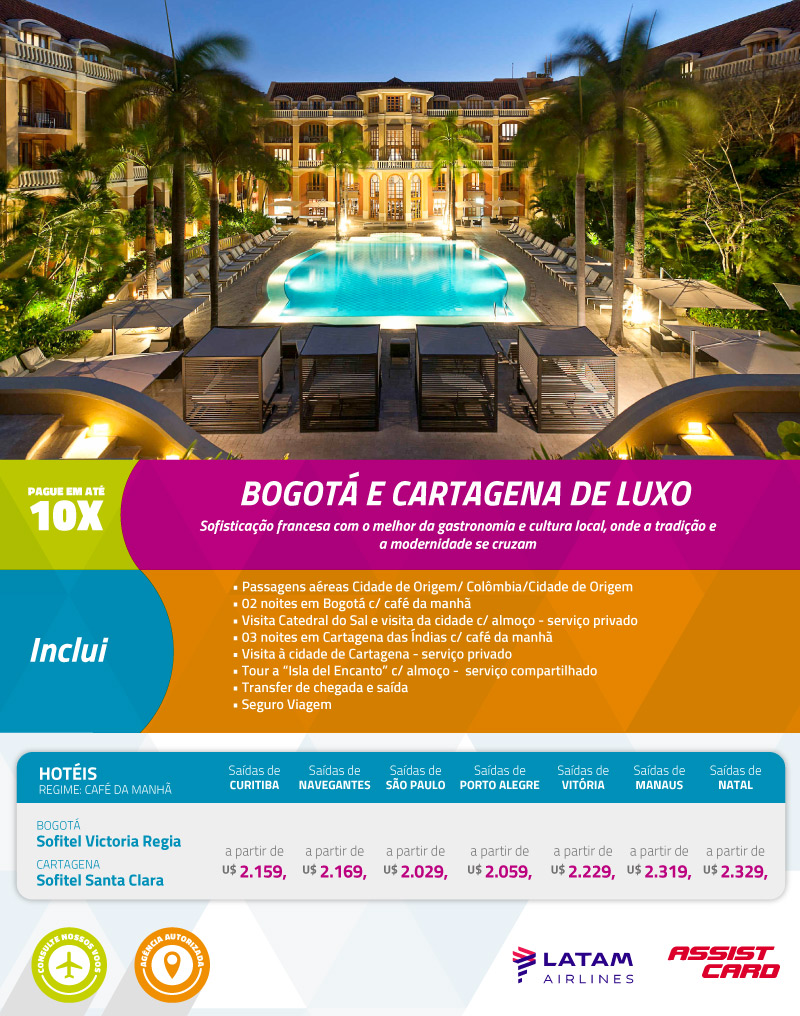 PAGUE EM ATÉ
10X
BOGOTÁ E CARTAGENA DE LUXO
Sofisticação francesa com o melhor da gastronomia e cultura local, onde a tradição e
a modernidade se cruzam
Inclui
• Passagens aéreas Cidade de Origem/ Colômbia/Cidade de Origem
• 02 noites em Bogotá c/ café da manhã
• Visita Catedral do Sal e visita da cidade c/ almoço - serviço privado
• 03 noites em Cartagena das Índias c/ café da manhã
• Visita à cidade de Cartagena - serviço privado
• Tour a “Isla del Encanto” c/ almoço - serviço compartilhado
• Transfer de chegada e saída
• Seguro Viagem
HOTÉIS
REGIME: CAFÉ DA MANHÃ
Saídas de CURITIBA
Saídas de NAVEGANTES
Saídas de SÃO PAULO
Saídas de PORTO ALEGRE
Saídas de VITÓRIA
Saídas de MANAUS
Saídas de NATAL
BOGOTÁ
Sofitel Victoria Regia
CARTAGENA
Sofitel Santa Clara
a partir de U$ 2.159,
a partir de U$ 2.169,
a partir de U$ 2.029,
a partir de U$ 2.059,
a partir de U$ 2.229,
a partir de U$ 2.319,
a partir de U$ 2.329,
CONSULTE NOSSOS VOOS
AGÊNCIA AUTORIZADA
LATAM
AIRLINES
ASSIST
CARD